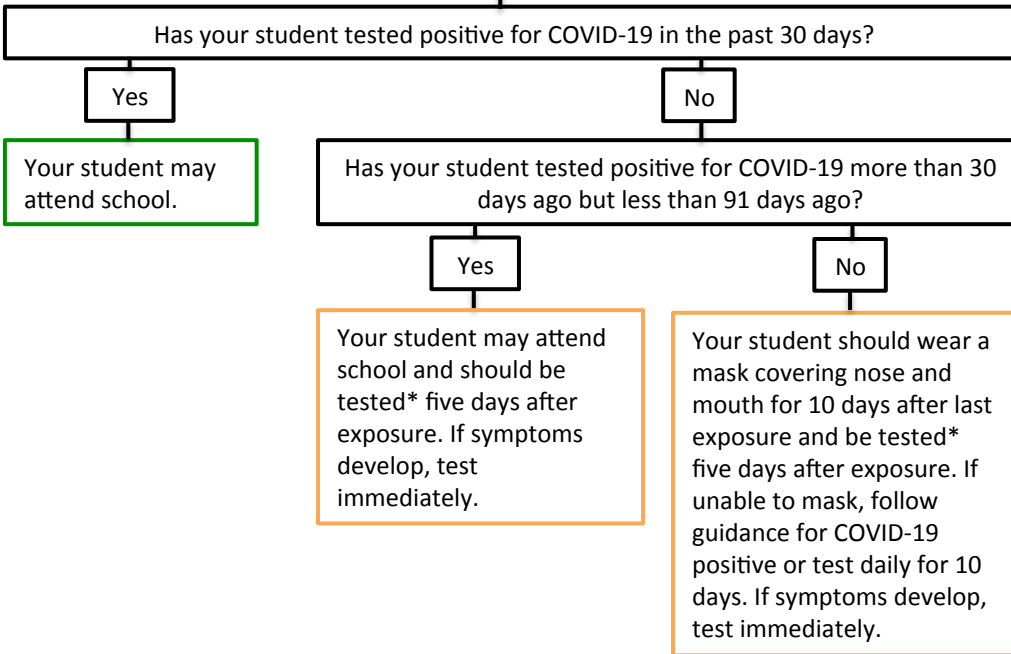 Has your student tested positive for COVID-19 in the past 30 days?
Yes
No
Your student may
attend school.
Has your student tested positive for COVID-19 more than 30
days ago but less than 91 days ago?
Yes
No
Your student may attend
school and should be
tested* five days after
exposure. If symptoms
develop, test
immediately.
Your student should wear a
mask covering nose and
mouth for 10 days after last
exposure and be tested*
five days after exposure. If
unable to mask, follow
guidance for COVID-19
positive or test daily for 10
days. If symptoms develop,
test immediately.